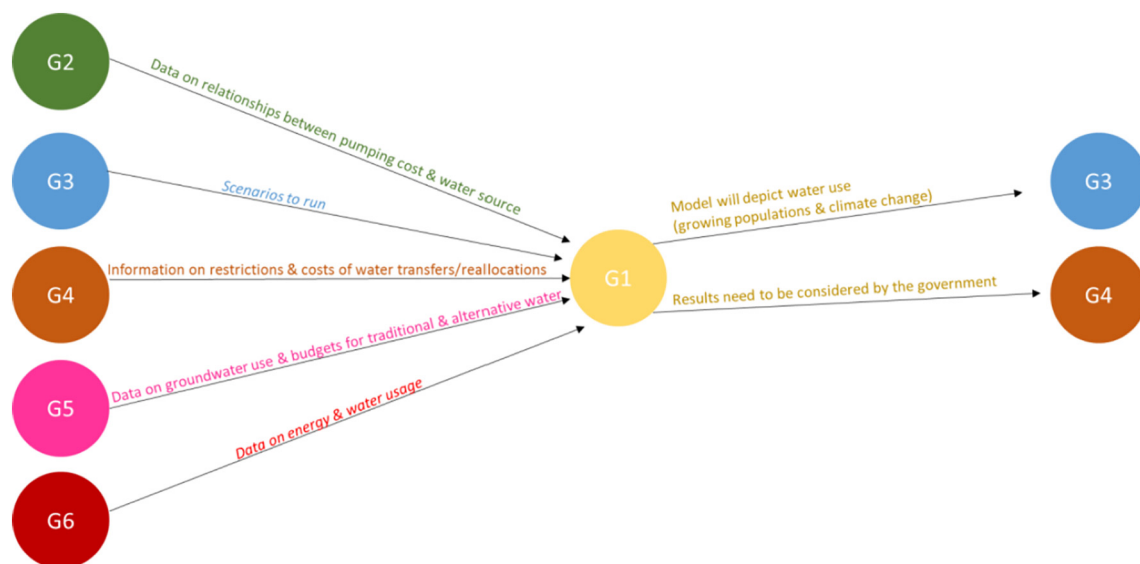 G2
Data on relationships between pumping cost & water source
G3
Scenarios to run
G4
Information on restrictions & costs of water transfers/reallocations
G5
Data on groundwater use & budgets for traditional & alternative water
G6
Data on energy & water usage
G1
Model will depict water use
(growing populations & climate change)
G3
Results need to be considered by the government
G4